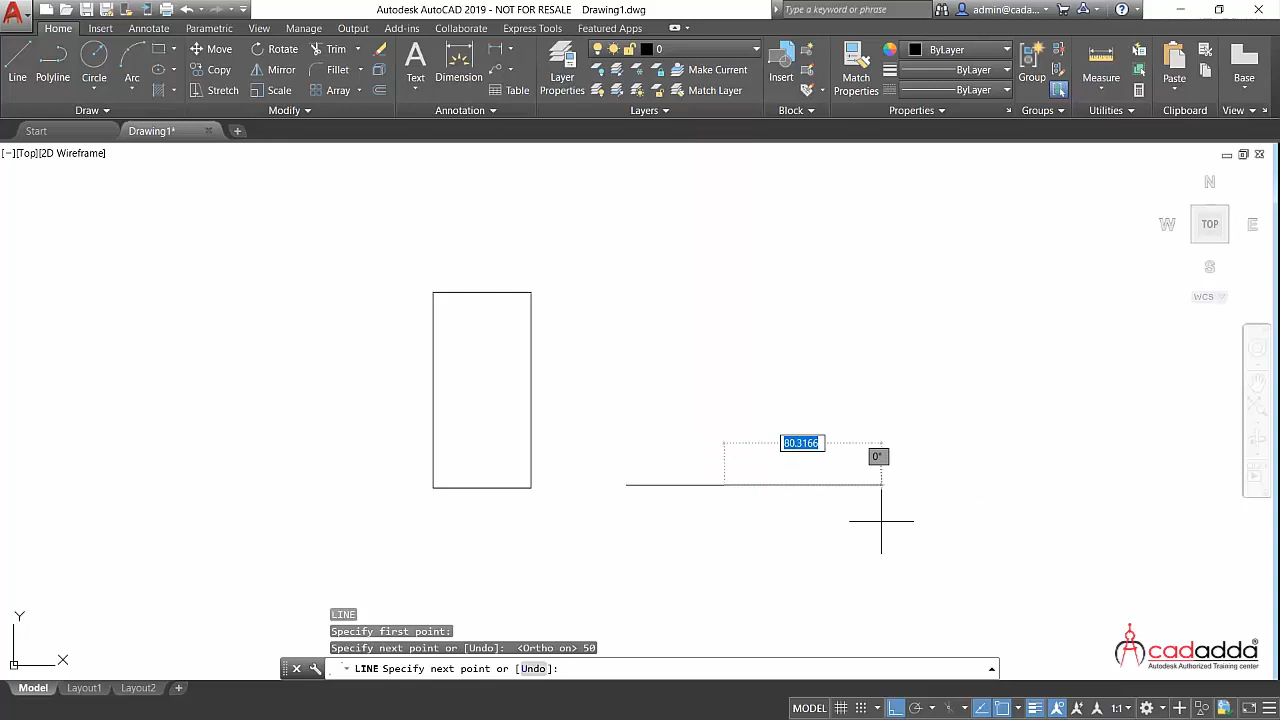 Autodesk AutoCAD 2019 - NOT FOR RESALE Drawing1.dwg
Type a keyword or phrase
admin@cada...
Home Insert Annotate Parametric View Manage Output Add-ins Collaborate Express Tools Featured Apps
Line Polyline Circle Arc
Move Rotate Trim
Copy Mirror Fillet
Stretch Scale Array
Text Dimension Table
Layer Properties
0
Make Current
Match Layer
Insert
Match Properties
ByLayer
ByLayer
ByLayer
Group
Measure
Paste
Base
Draw Modify Annotation Layers Block Properties Groups Utilities Clipboard View
Start Drawing1*
[−][Top][2D Wireframe]
N
W TOP E
S
WCS
80.3166
0°
Y
X
LINE
Specify first point:
Specify next point or [Undo]: <Ortho on> 50
LINE Specify next point or [Undo]:
cadadda
Autodesk Authorized Training center
Model Layout1 Layout2
MODEL 1:1